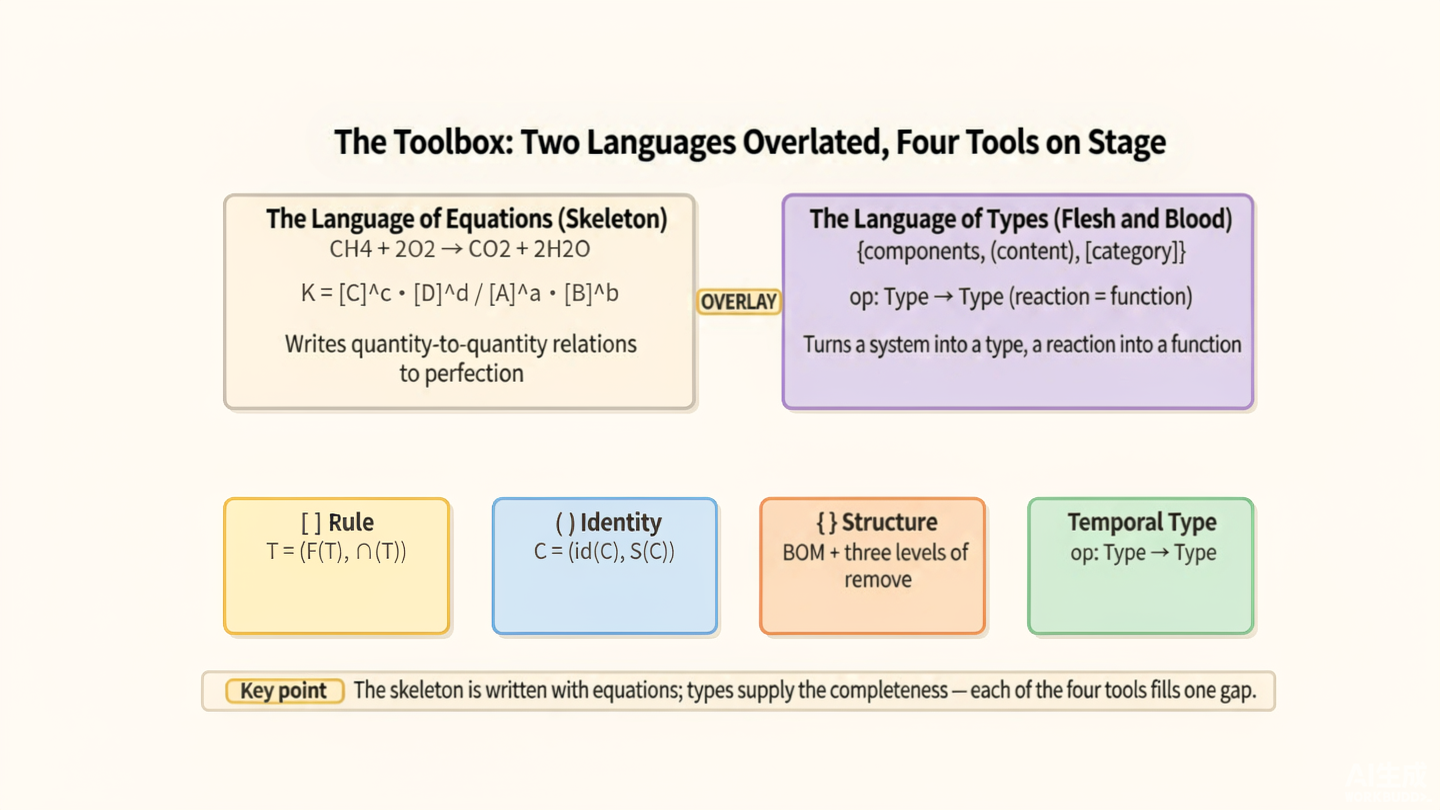 The Toolbox: Two Languages Overlated, Four Tools on Stage
The Language of Equations (Skeleton)
CH4 + 2O2 → CO2 + 2H2O
K = [C]^c • [D]^d / [A]^a • [B]^b
Writes quantity-to-quantity relations
to perfection
OVERLAY
The Language of Types (Flesh and Blood)
{components, (content), [category]}
op: Type → Type (reaction = function)
Turns a system into a type, a reaction into a function
[ ] Rule
T = (F(T), ∩(T))
( ) Identity
C = (id(C), S(C))
{ } Structure
BOM + three levels of
remove
Temporal Type
op: Type → Type
Key point The skeleton is written with equations; types supply the completeness — each of the four tools fills one gap.